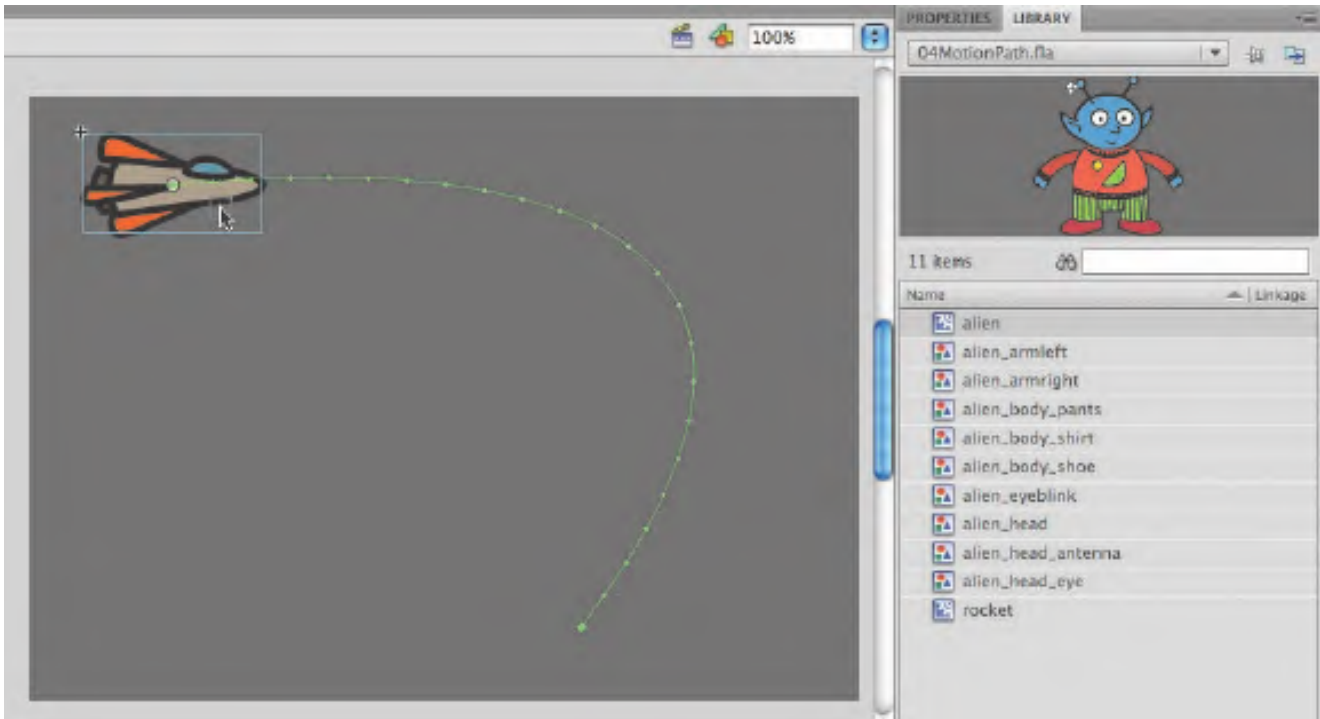 100%
PROPERTIES LIBRARY
04MotionPath.fla
11 items
Name Linkage
alien
alien_armleft
alien_armright
alien_body_pants
alien_body_shirt
alien_body_shoe
alien_eyeblink
alien_head
alien_head_antenna
alien_head_eye
rocket